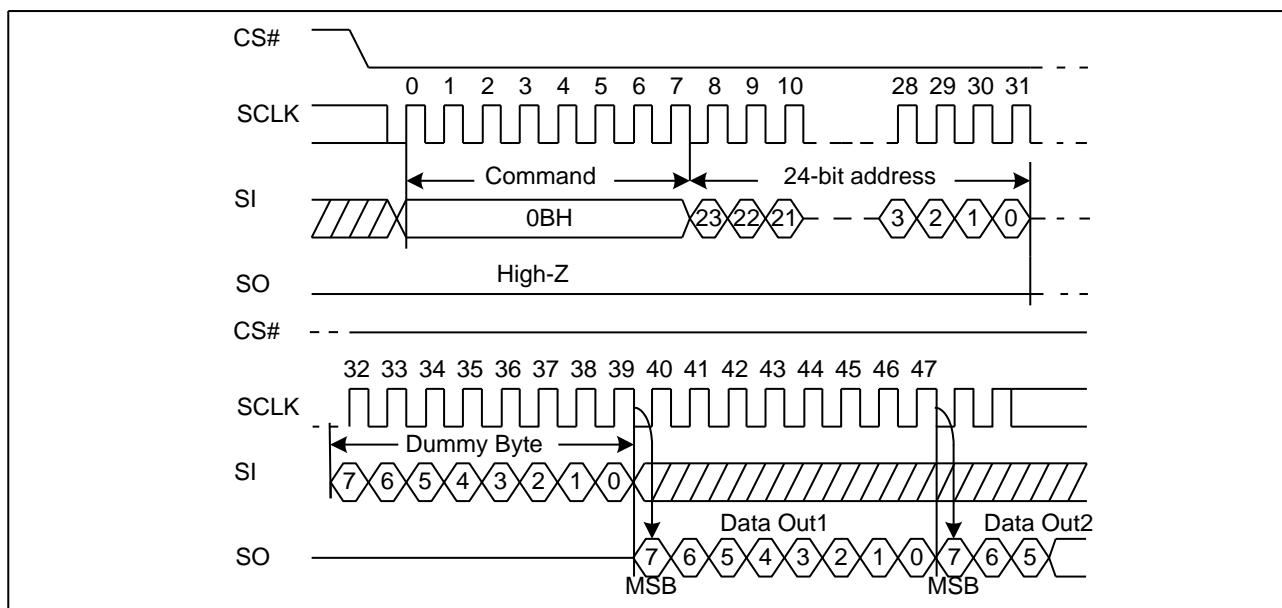 CS#
0 1 2 3 4 5 6 7 8 9 10 28 29 30 31
SCLK
Command 24-bit address
SI
0BH 23 22 21 3 2 1 0
High-Z
SO
CS#
32 33 34 35 36 37 38 39 40 41 42 43 44 45 46 47
SCLK
Dummy Byte
SI 7 6 5 4 3 2 1 0
Data Out1 Data Out2
SO 7 6 5 4 3 2 1 0 7 6 5
MSB MSB